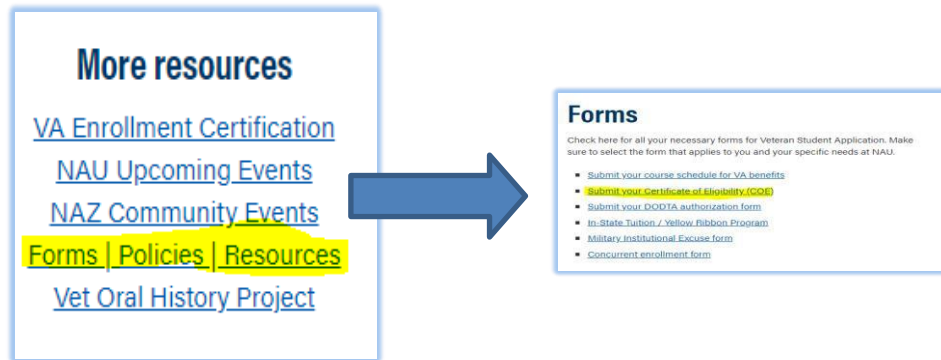 More resources
VA Enrollment Certification
NAU Upcoming Events
NAZ Community Events
Forms | Policies | Resources
Vet Oral History Project
Forms
Check here for all your necessary forms for Veteran Student Application. Make
sure to select the form that applies to you and your specific needs at NAU.
Submit your course schedule for VA benefits
Submit your Certificate of Eligibility (COE)
Submit your DODTA authorization form
In-State Tuition / Yellow Ribbon Program
Military Institutional Excuse form
Concurrent enrollment form